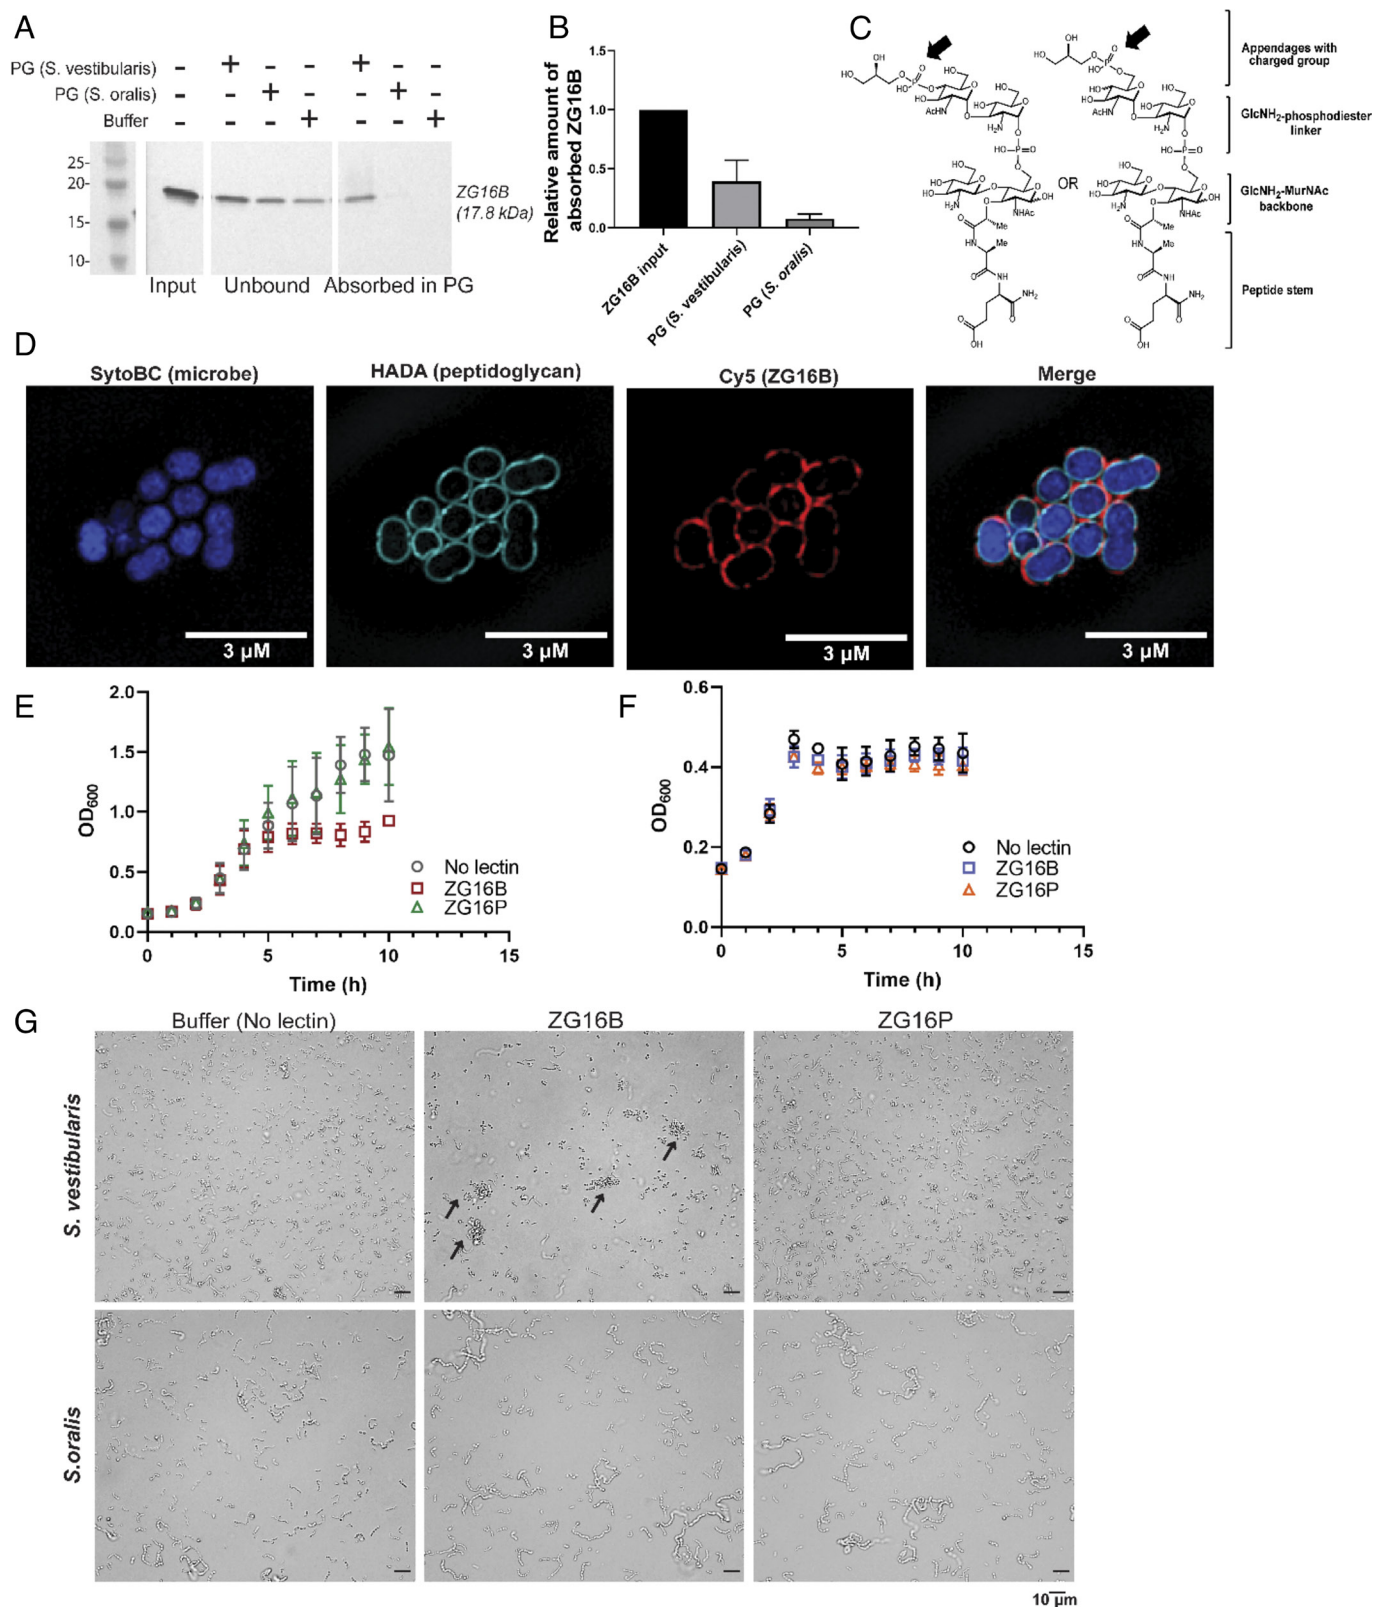 A
PG (S. vestibularis) - + - - + - -
PG (S. oralis) - - + - - + -
Buffer - - - + - - +
25-
20-
15-
10-
ZG16B
(17.8 kDa)
Input Unbound Absorbed in PG
B
Relative amount of
absorbed ZG16B
1.5
1.0
0.5
0.0
ZG16B input
PG (S. vestibularis)
PG (S. oralis)
C
OR
Appendages with
charged group
GlcNH2-phosphodiester
linker
GlcNH2-MurNAc
backbone
Peptide stem
D
SytoBC (microbe) HADA (peptidoglycan) Cy5 (ZG16B) Merge
3 µM 3 µM 3 µM 3 µM
E
OD600
2.0
1.5
1.0
0.5
0.0
0 5 10 15
Time (h)
No lectin
ZG16B
ZG16P
F
OD600
0.6
0.4
0.2
0.0
0 5 10 15
Time (h)
No lectin
ZG16B
ZG16P
G
Buffer (No lectin) ZG16B ZG16P
S. vestibularis
S.oralis
10 µm